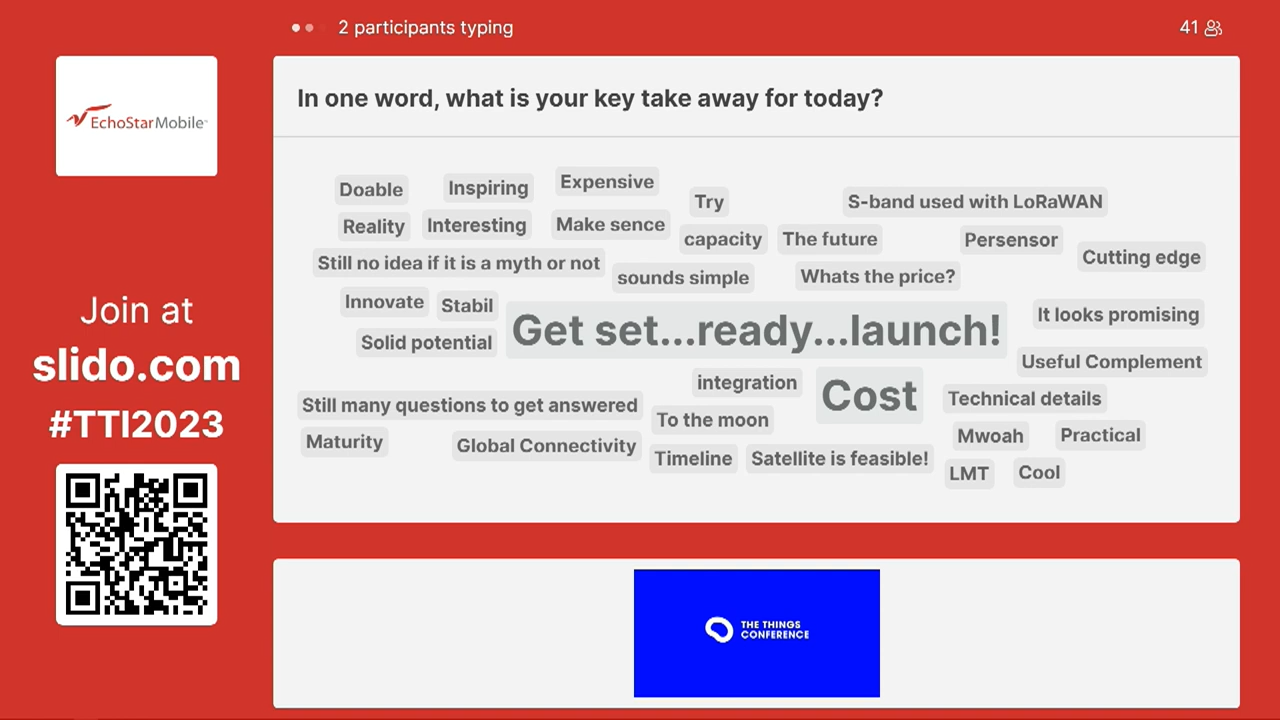 2 participants typing
41
EchoStar Mobile
In one word, what is your key take away for today?
Doable
Inspiring
Expensive
Try
S-band used with LoRaWAN
Reality
Interesting
Make sence
capacity
The future
Persensor
Cutting edge
Still no idea if it is a myth or not
sounds simple
Whats the price?
Innovate
Stabil
Get set...ready...launch!
It looks promising
Solid potential
Useful Complement
integration
Cost
Technical details
Still many questions to get answered
To the moon
Mwoah
Practical
Maturity
Global Connectivity
Timeline
Satellite is feasible!
LMT
Cool
Join at
slido.com
#TTI2023
THE THINGS
CONFERENCE